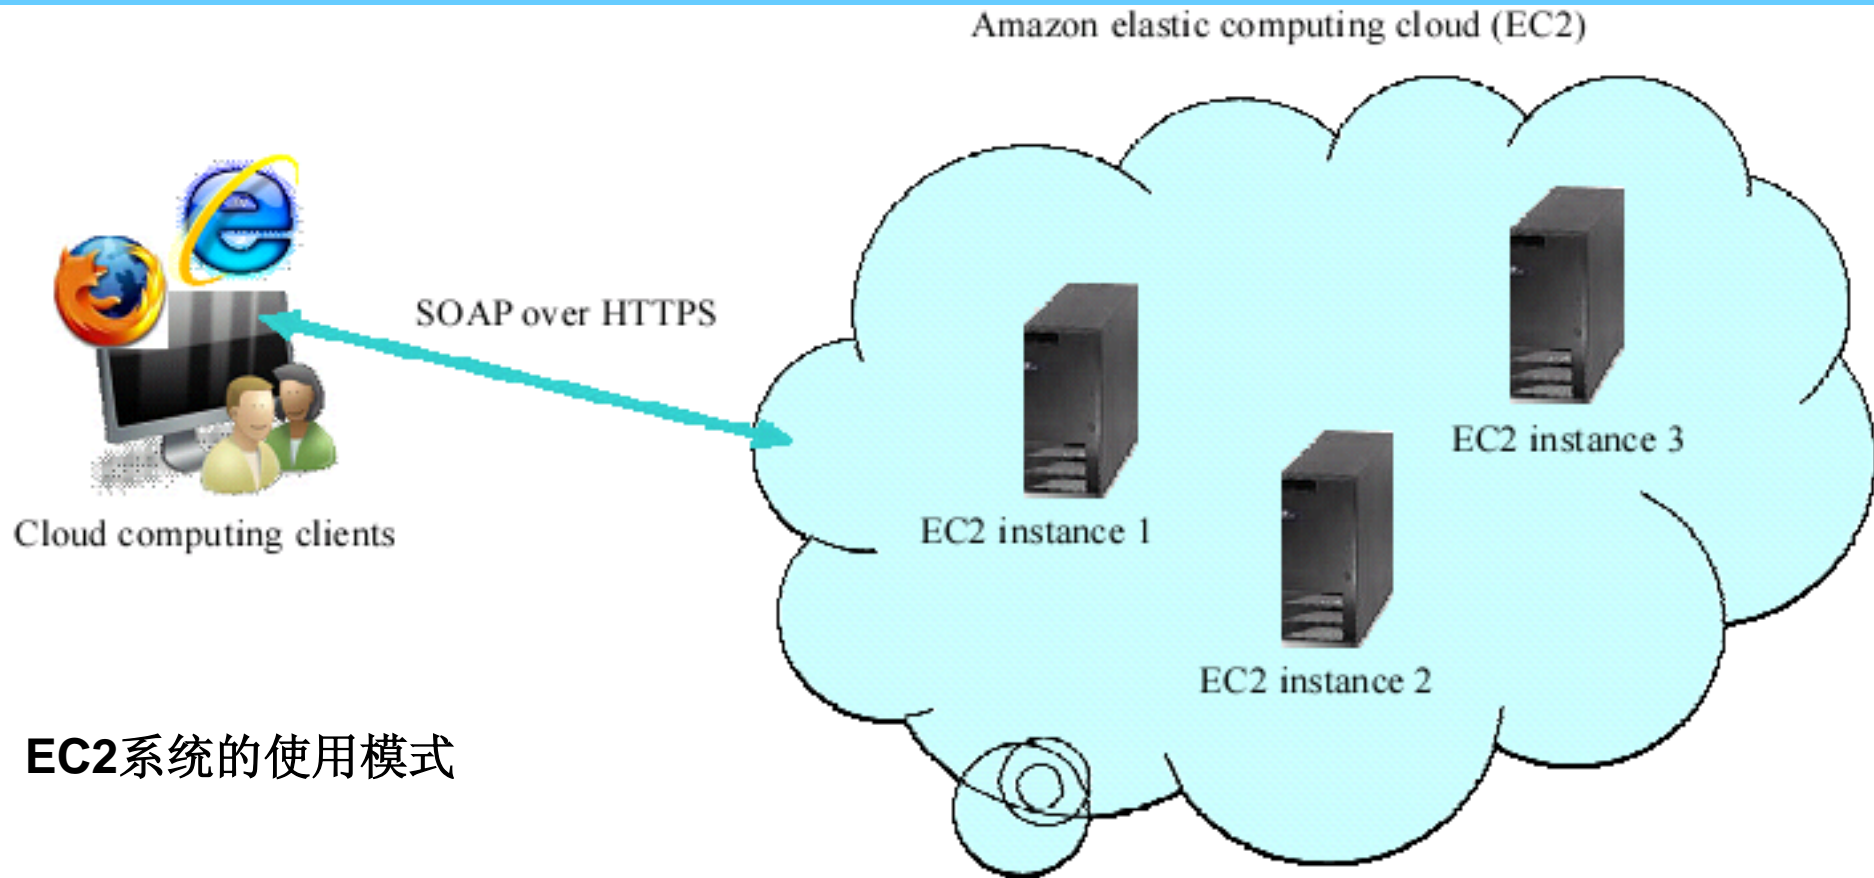 Amazon elastic computing cloud (EC2)
SOAP over HTTPS
Cloud computing clients
EC2 instance 1
EC2 instance 2
EC2 instance 3
EC2系统的使用模式